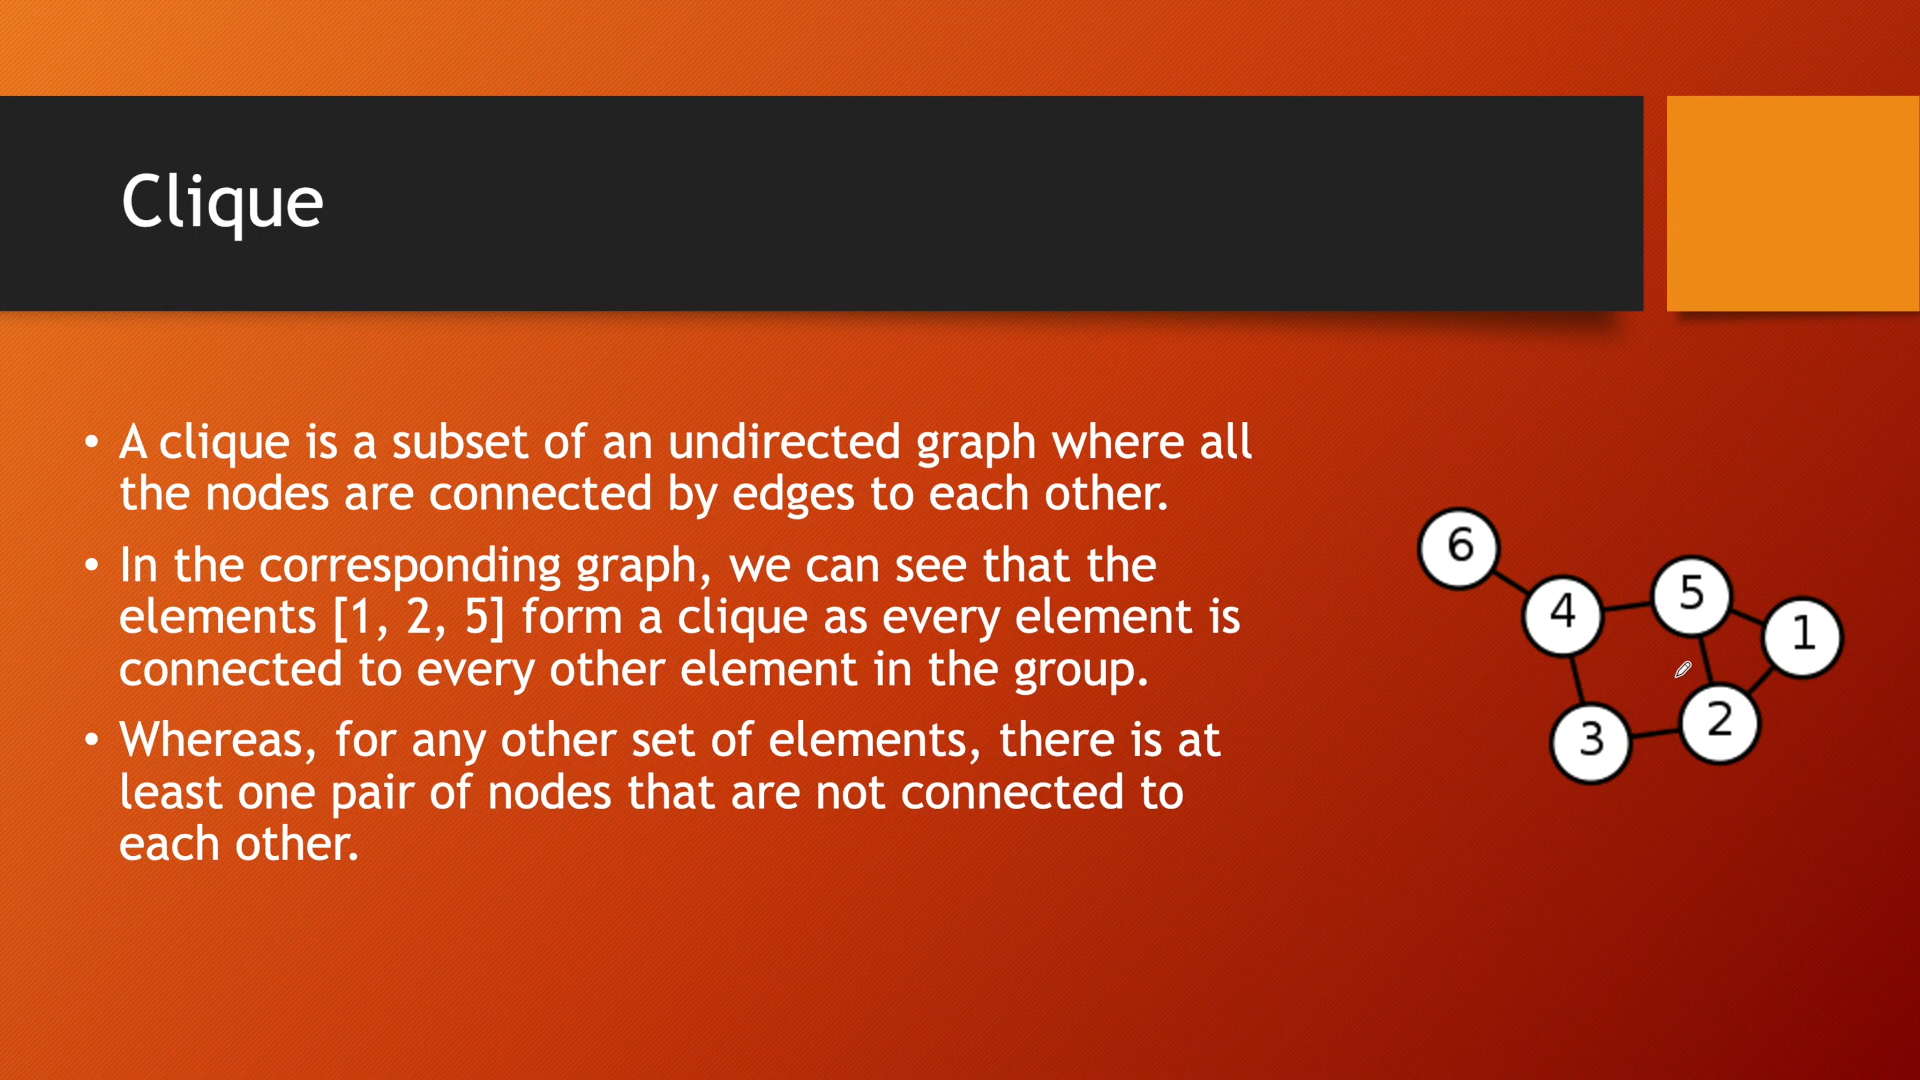 Clique
• A clique is a subset of an undirected graph where all
the nodes are connected by edges to each other.
• In the corresponding graph, we can see that the
elements [1, 2, 5] form a clique as every element is
connected to every other element in the group.
• Whereas, for any other set of elements, there is at
least one pair of nodes that are not connected to
each other.
6
5
4
1
2
3